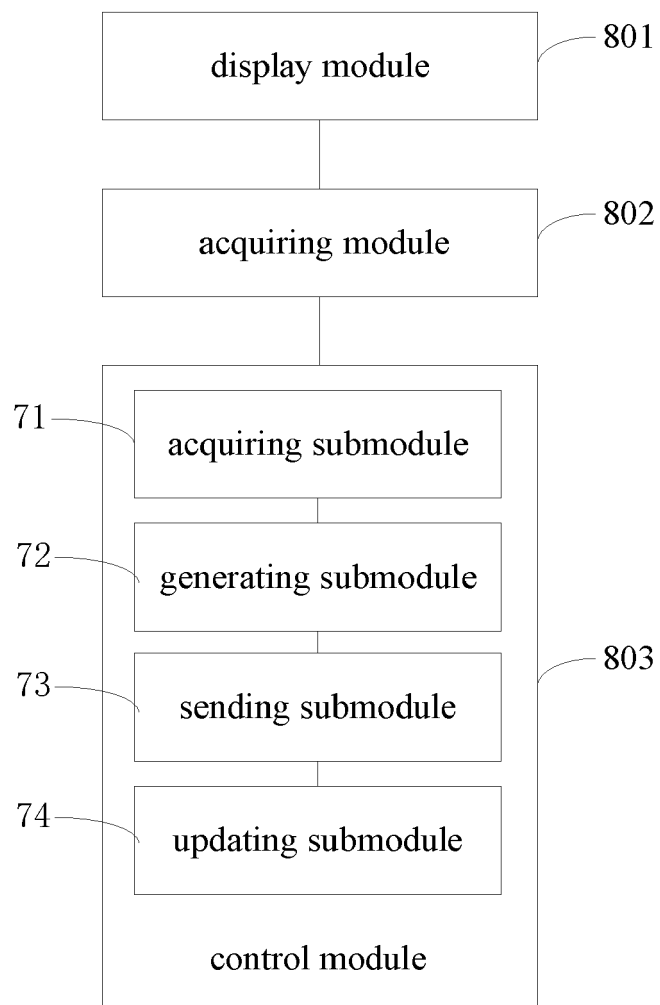 display module
801
acquiring module
802
71
acquiring submodule
72
generating submodule
73
sending submodule
803
74
updating submodule
control module